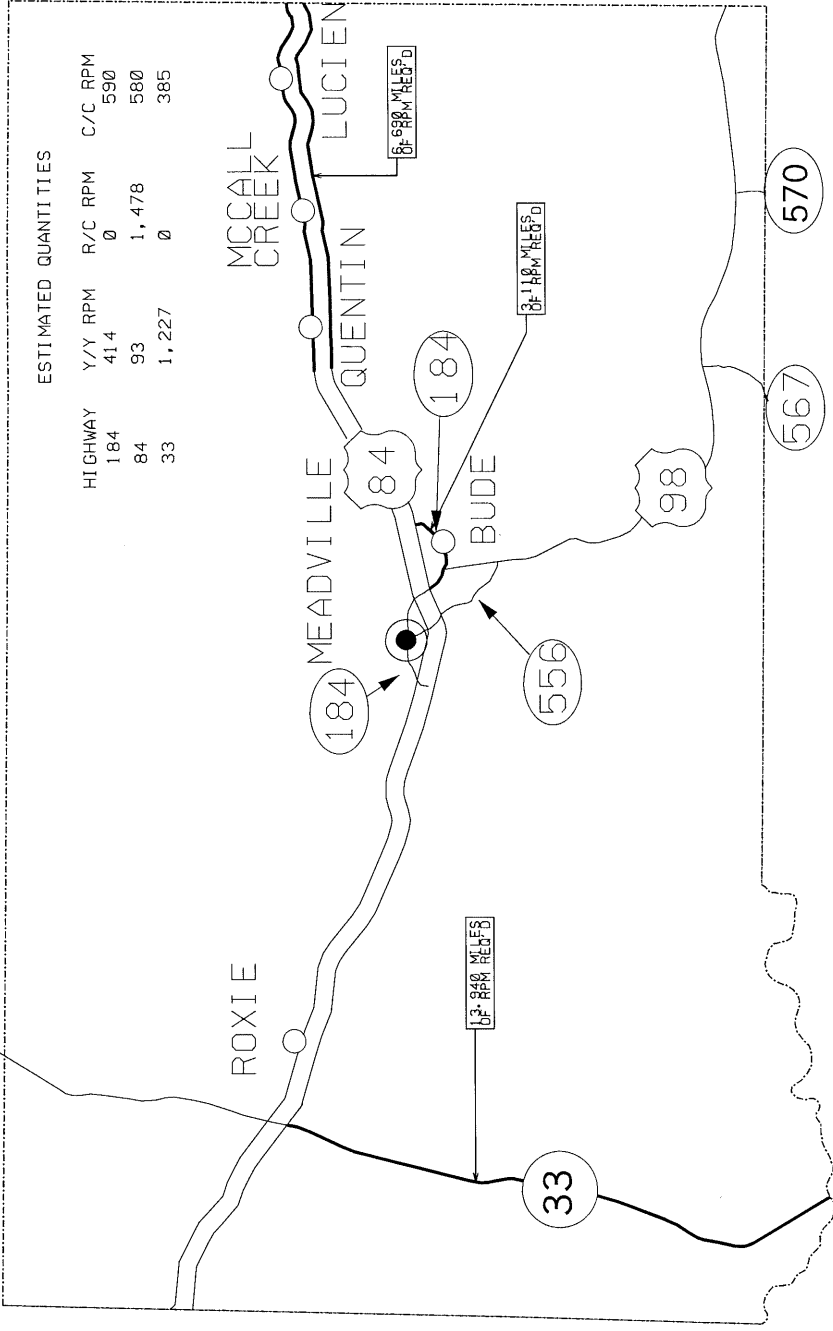 ESTIMATED QUANTITIES
HIGHWAY Y/Y RPM R/C RPM C/C RPM
184 414 0 590
84 93 1,478 580
33 1,227 0 385
MCCALL
CREEK
LUCIEN
6.690 MILES
OF RPM REQ'D
QUENTIN
3.110 MILES
OF RPM REQ'D
184
84
MEADVILLE
BUDE
98
184
556
570
567
ROXIE
13.940 MILES
OF RPM REQ'D
33